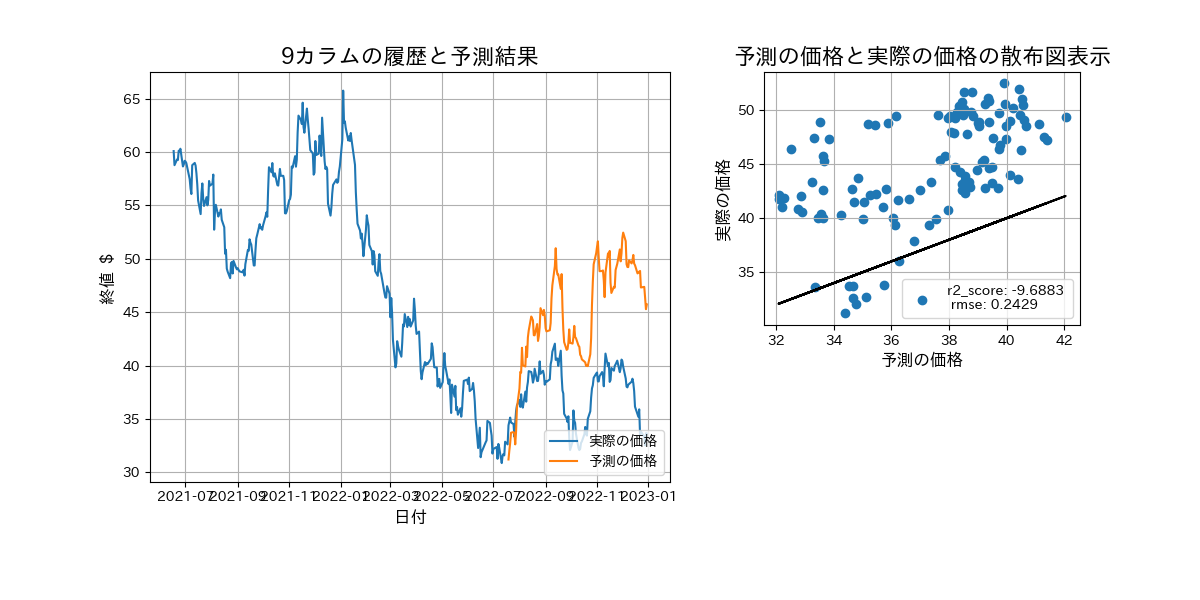 9カラムの履歴と予測結果
終値 $
65
60
55
50
45
40
35
30
2021-07
2021-09
2021-11
2022-01
2022-03
2022-05
2022-07
2022-09
2022-11
2023-01
日付
実際の価格
予測の価格
予測の価格と実際の価格の散布図表示
実際の価格
50
45
40
35
32
34
36
38
40
42
予測の価格
r2_score: -9.6883
rmse: 0.2429